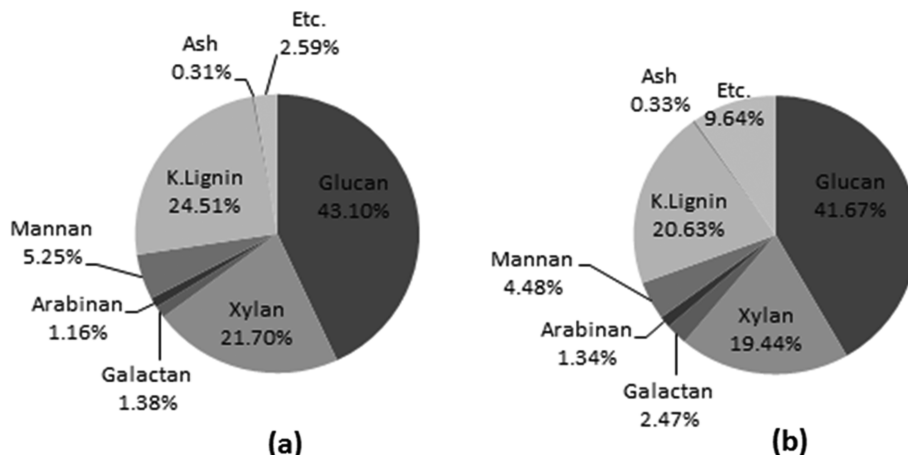 Etc.
2.59%
Ash
0.31%
Glucan
43.10%
K.Lignin
24.51%
Mannan
5.25%
Arabinan
1.16%
Xylan
21.70%
Galactan
1.38%
(a)
Etc.
9.64%
Ash
0.33%
Glucan
41.67%
K.Lignin
20.63%
Mannan
4.48%
Arabinan
1.34%
Xylan
19.44%
Galactan
2.47%
(b)